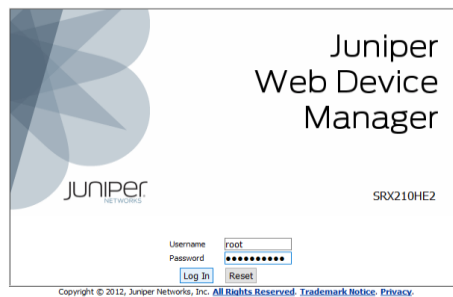 Juniper
Web Device
Manager
JUNIPER
NETWORKS
SRX210HE2
Username root
Password ●●●●●●●●●●
Log In Reset
Copyright © 2012, Juniper Networks, Inc. All Rights Reserved. Trademark Notice. Privacy.